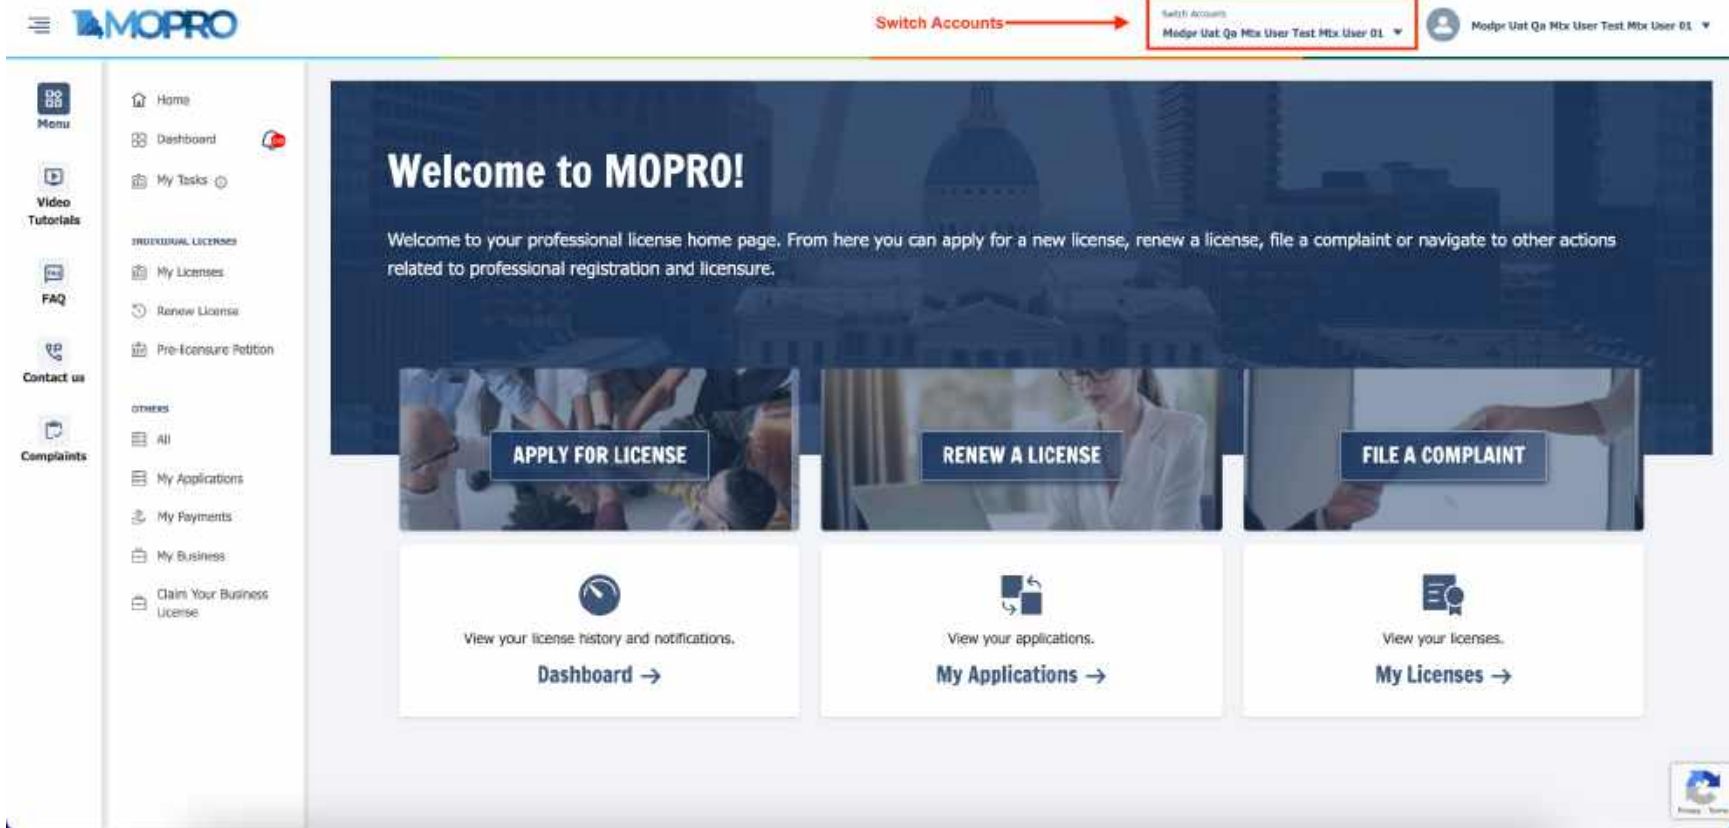 MOPRO
Switch Accounts
Switch Accounts
Modpr Uat Qa Mtx User Test Mtx User 01
Modpr Uat Qa Mtx User Test Mtx User 01
Menu
Video
Tutorials
FAQ
Contact us
Complaints
Home
Dashboard
My Tasks
INDIVIDUAL LICENSES
My Licenses
Renew License
Pre-licensure Petition
OTHERS
All
My Applications
My Payments
My Business
Claim Your Business
License
Welcome to MOPRO!
Welcome to your professional license home page. From here you can apply for a new license, renew a license, file a complaint or navigate to other actions
related to professional registration and licensure.
APPLY FOR LICENSE
RENEW A LICENSE
FILE A COMPLAINT
View your license history and notifications.
Dashboard →
View your applications.
My Applications →
View your licenses.
My Licenses →
Privacy - Terms